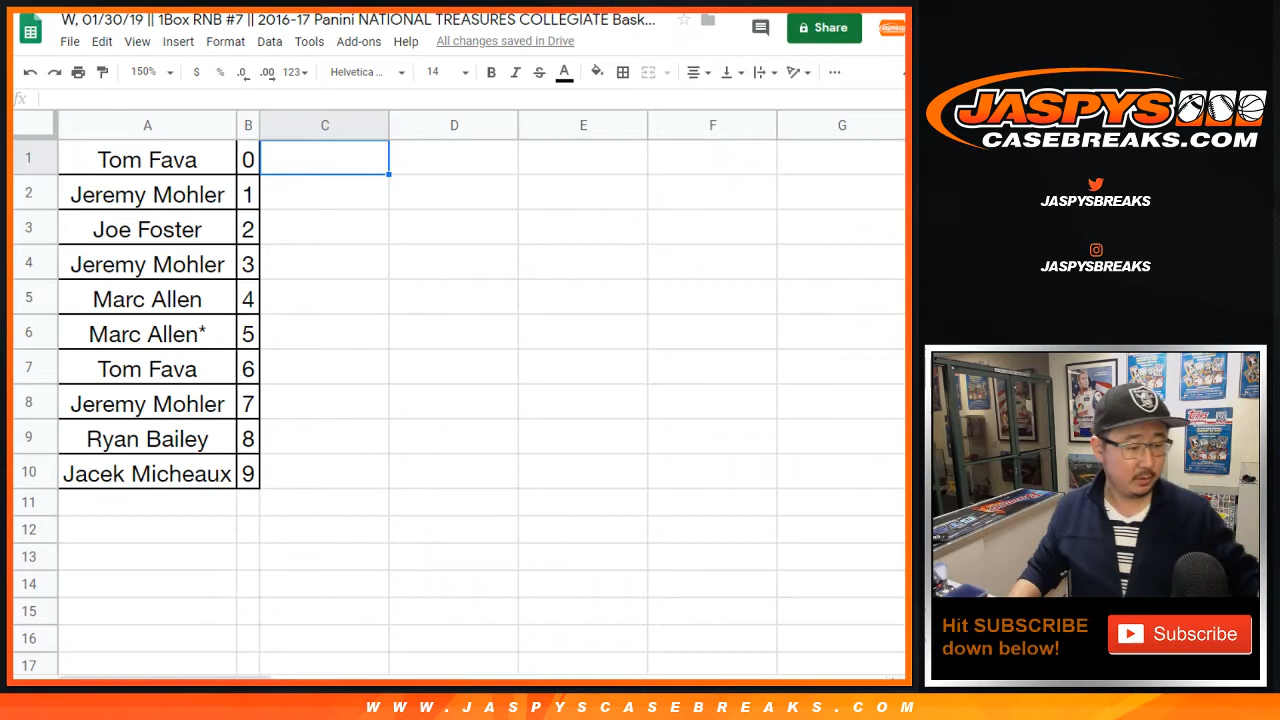 W, 01/30/19 || 1Box RNB #7 || 2016-17 Panini NATIONAL TREASURES COLLEGIATE Bask...
Share
File Edit View Insert Format Data Tools Add-ons Help All changes saved in Drive
150% $ % .0 .00 123 Helvetica ... 14 B I S A
fx
A B C D E F G
1 Tom Fava 0
2 Jeremy Mohler 1
3 Joe Foster 2
4 Jeremy Mohler 3
5 Marc Allen 4
6 Marc Allen* 5
7 Tom Fava 6
8 Jeremy Mohler 7
9 Ryan Bailey 8
10 Jacek Micheaux 9
11
12
13
14
15
16
17
JASPYS
CASEBREAKS.COM
JASPYSBREAKS
JASPYSBREAKS
Hit SUBSCRIBE
down below!
Subscribe
WWW.JASPYSCASEBREAKS.COM